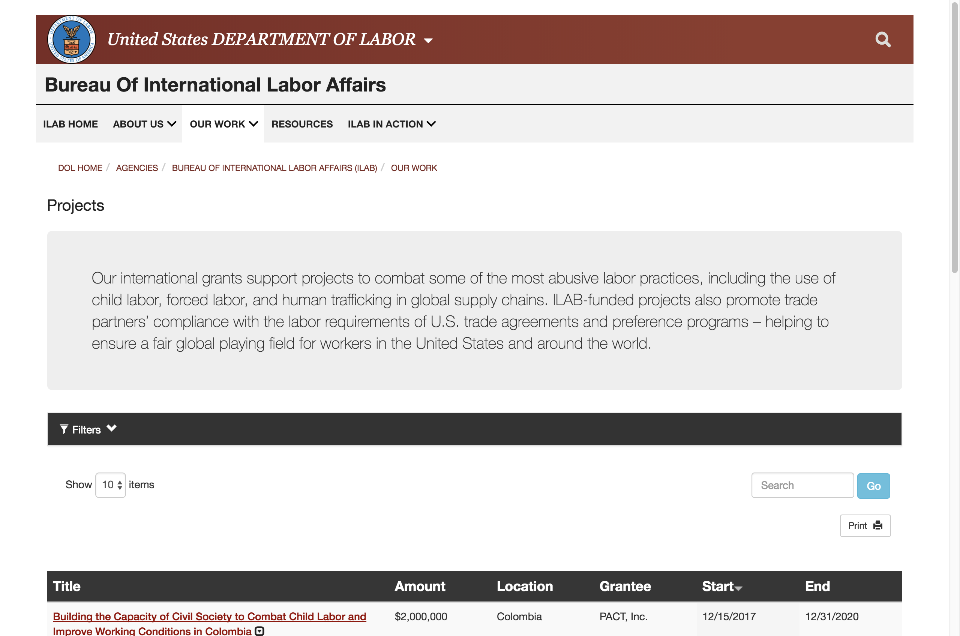 United States DEPARTMENT OF LABOR
Bureau Of International Labor Affairs
ILAB HOME ABOUT US OUR WORK RESOURCES ILAB IN ACTION
DOL HOME / AGENCIES / BUREAU OF INTERNATIONAL LABOR AFFAIRS (ILAB) / OUR WORK
Projects
Our international grants support projects to combat some of the most abusive labor practices, including the use of
child labor, forced labor, and human trafficking in global supply chains. ILAB-funded projects also promote trade
partners' compliance with the labor requirements of U.S. trade agreements and preference programs – helping to
ensure a fair global playing field for workers in the United States and around the world.
Filters
Show 10 items
Search Go
Print
Title Amount Location Grantee Start End
Building the Capacity of Civil Society to Combat Child Labor and $2,000,000 Colombia PACT, Inc. 12/15/2017 12/31/2020
Improve Working Conditions in Colombia